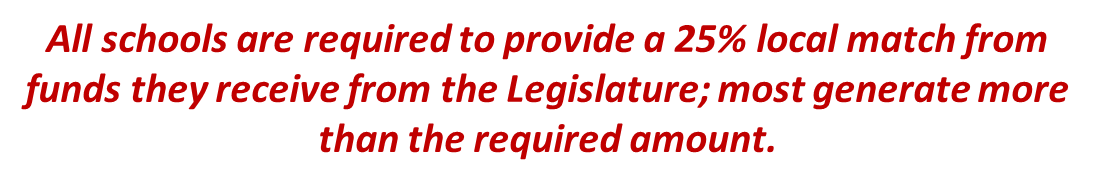 All schools are required to provide a 25% local match from
funds they receive from the Legislature; most generate more
than the required amount.